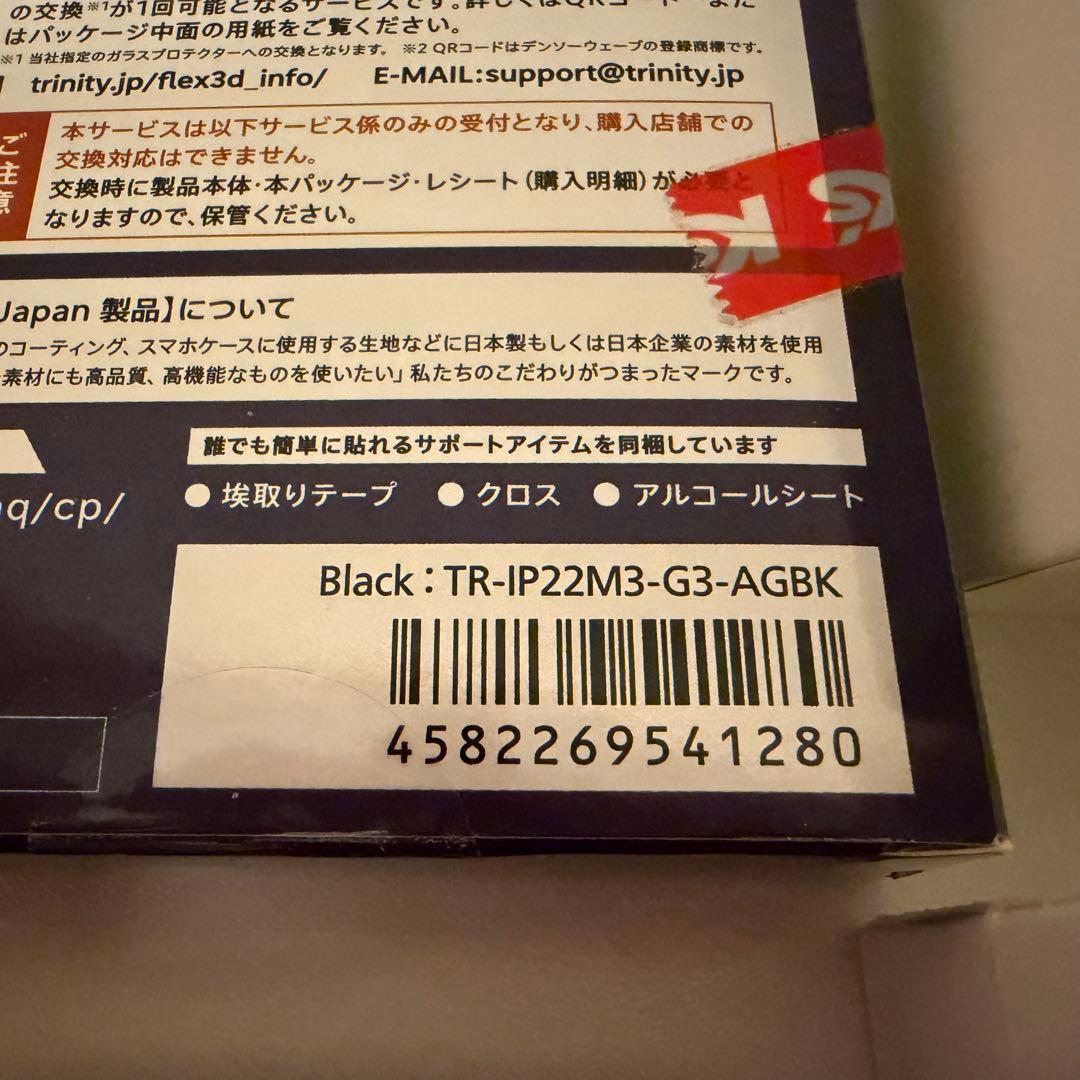 の交換※1が1回可能となるサービスです。詳しくはQRコード
はパッケージ中面の用紙をご覧ください。
※1 当社指定のガラスプロテクターへの交換となります。 ※2 QRコードはデンソーウェーブの登録商標です。
trinity.jp/flex3d_info/ E-MAIL:support@trinity.jp
ご注意
本サービスは以下サービス係のみの受付となり、購入店舗での
交換対応はできません。
交換時に製品本体・本パッケージ・レシート(購入明細)が必要と
なりますので、保管ください。
Japan 製品】について
のコーティング、スマホケースに使用する生地などに日本製もしくは日本企業の素材を使用
素材にも高品質、高機能なものを使いたい」私たちのこだわりがつまったマークです。
誰でも簡単に貼れるサポートアイテムを同梱しています
q/cp/
● 埃取りテープ ● クロス ● アルコールシート
Black : TR-IP22M3-G3-AGBK
4582269541280